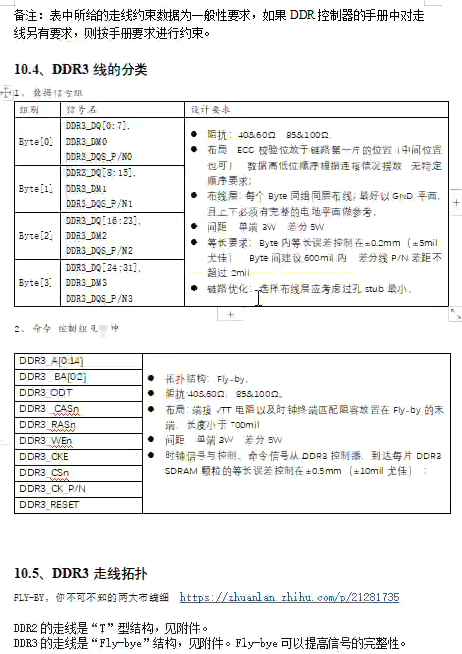 备注：表中所给的走线约束数据为一般性要求，如果 DDR 控制器的手册中对走
线另有要求，则按手册要求进行约束。
10.4、DDR3 线的分类
1、数据信号组
组别 信号名 设计要求
Byte[0]
DDR3_DQ[0:7],
DDR3_DM0
DDR3_DQS_P/N0
Byte[1]
DDR3_DQ[8:15],
DDR3_DM1
DDR3_DQS_P/N1
Byte[2]
DDR3_DQ[16:23],
DDR3_DM2
DDR3_DQS_P/N2
Byte[3]
DDR3_DQ[24:31],
DDR3_DM3
DDR3_DQS_P/N3
● 阻抗：40&60Ω 85&100Ω。
● 布局 ECC 校验位放于链路第一片的位置（中间位置
也可） 数据高低位顺序根据连接情况摆放 无特定
顺序要求；
● 布线层：每个 Byte 同组同层布线；最好以 GND 平面，
且上下必须有完整的电地平面做参考。
● 间距 单端 3W 差分 5W
● 等长要求：Byte 内等长误差控制在±0.2mm（±5mil
尤佳） Byte 间建议 600mil 内 差分线 P/N 差距不
超过 2mil
● 链路优化：选择布线层应考虑过孔 stub 最小。
2、命令 控制组
DDR3_A[0:14]
DDR3_BA[0:2]
DDR3_ODT
DDR3_CASn
DDR3_RASn
DDR3_WEn
DDR3_CKE
DDR3_CSn
DDR3_CK_P/N
DDR3_RESET
● 拓扑结构：Fly-by。
● 阻抗:40&60Ω; 85&100Ω。
● 布局：端接 VTT 电阻以及时钟终端匹配阻容放置在 Fly-by 的末
端，长度小于 500mil
● 间距 单端 3W 差分 5W
● 时钟信号与控制、命令信号从 DDR3 控制器，到达每片 DDR3
SDRAM 颗粒的等长误差控制在±0.5mm（±10mil 尤佳）；
10.5、DDR3 走线拓扑
FLY-BY，你不可不知的两大布线细 https://zhuanlan.zhihu.com/p/21281735
DDR2 的走线是“T”型结构，见附件。
DDR3 的走线是“Fly-bye”结构，见附件。Fly-bye 可以提高信号的完整性。